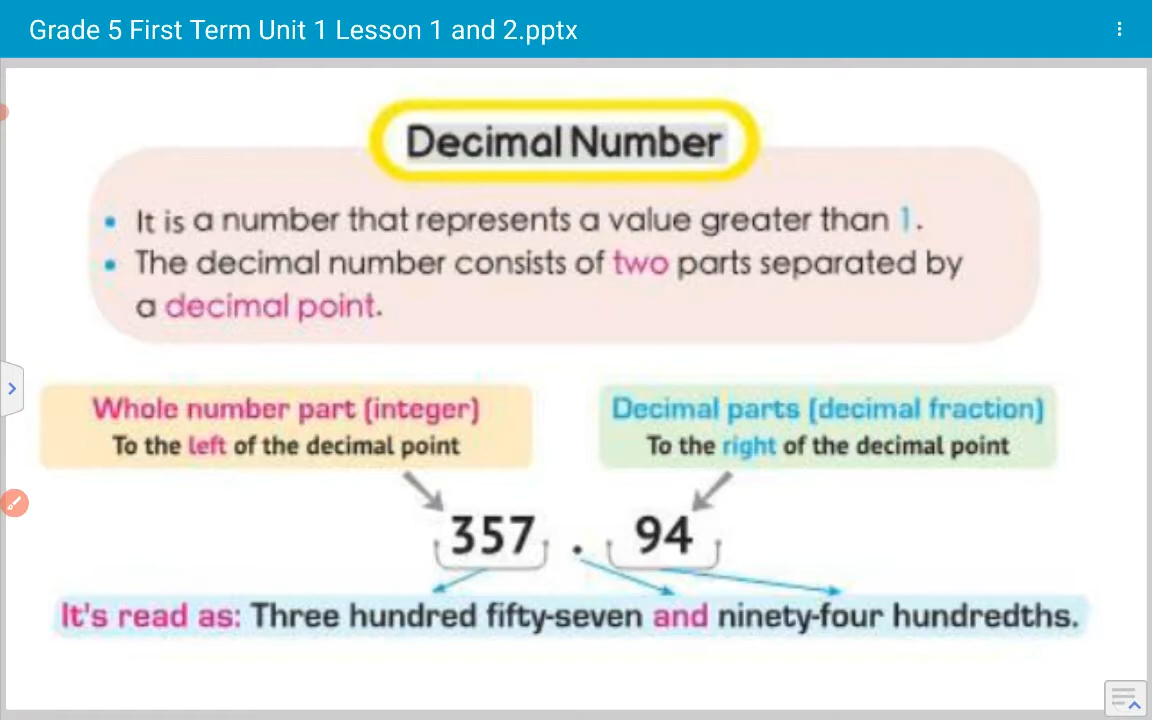 Grade 5 First Term Unit 1 Lesson 1 and 2.pptx
Decimal Number
• It is a number that represents a value greater than 1.
• The decimal number consists of two parts separated by
a decimal point.
Whole number part (integer)
To the left of the decimal point
Decimal parts (decimal fraction)
To the right of the decimal point
357 . 94
It's read as: Three hundred fifty-seven and ninety-four hundredths.